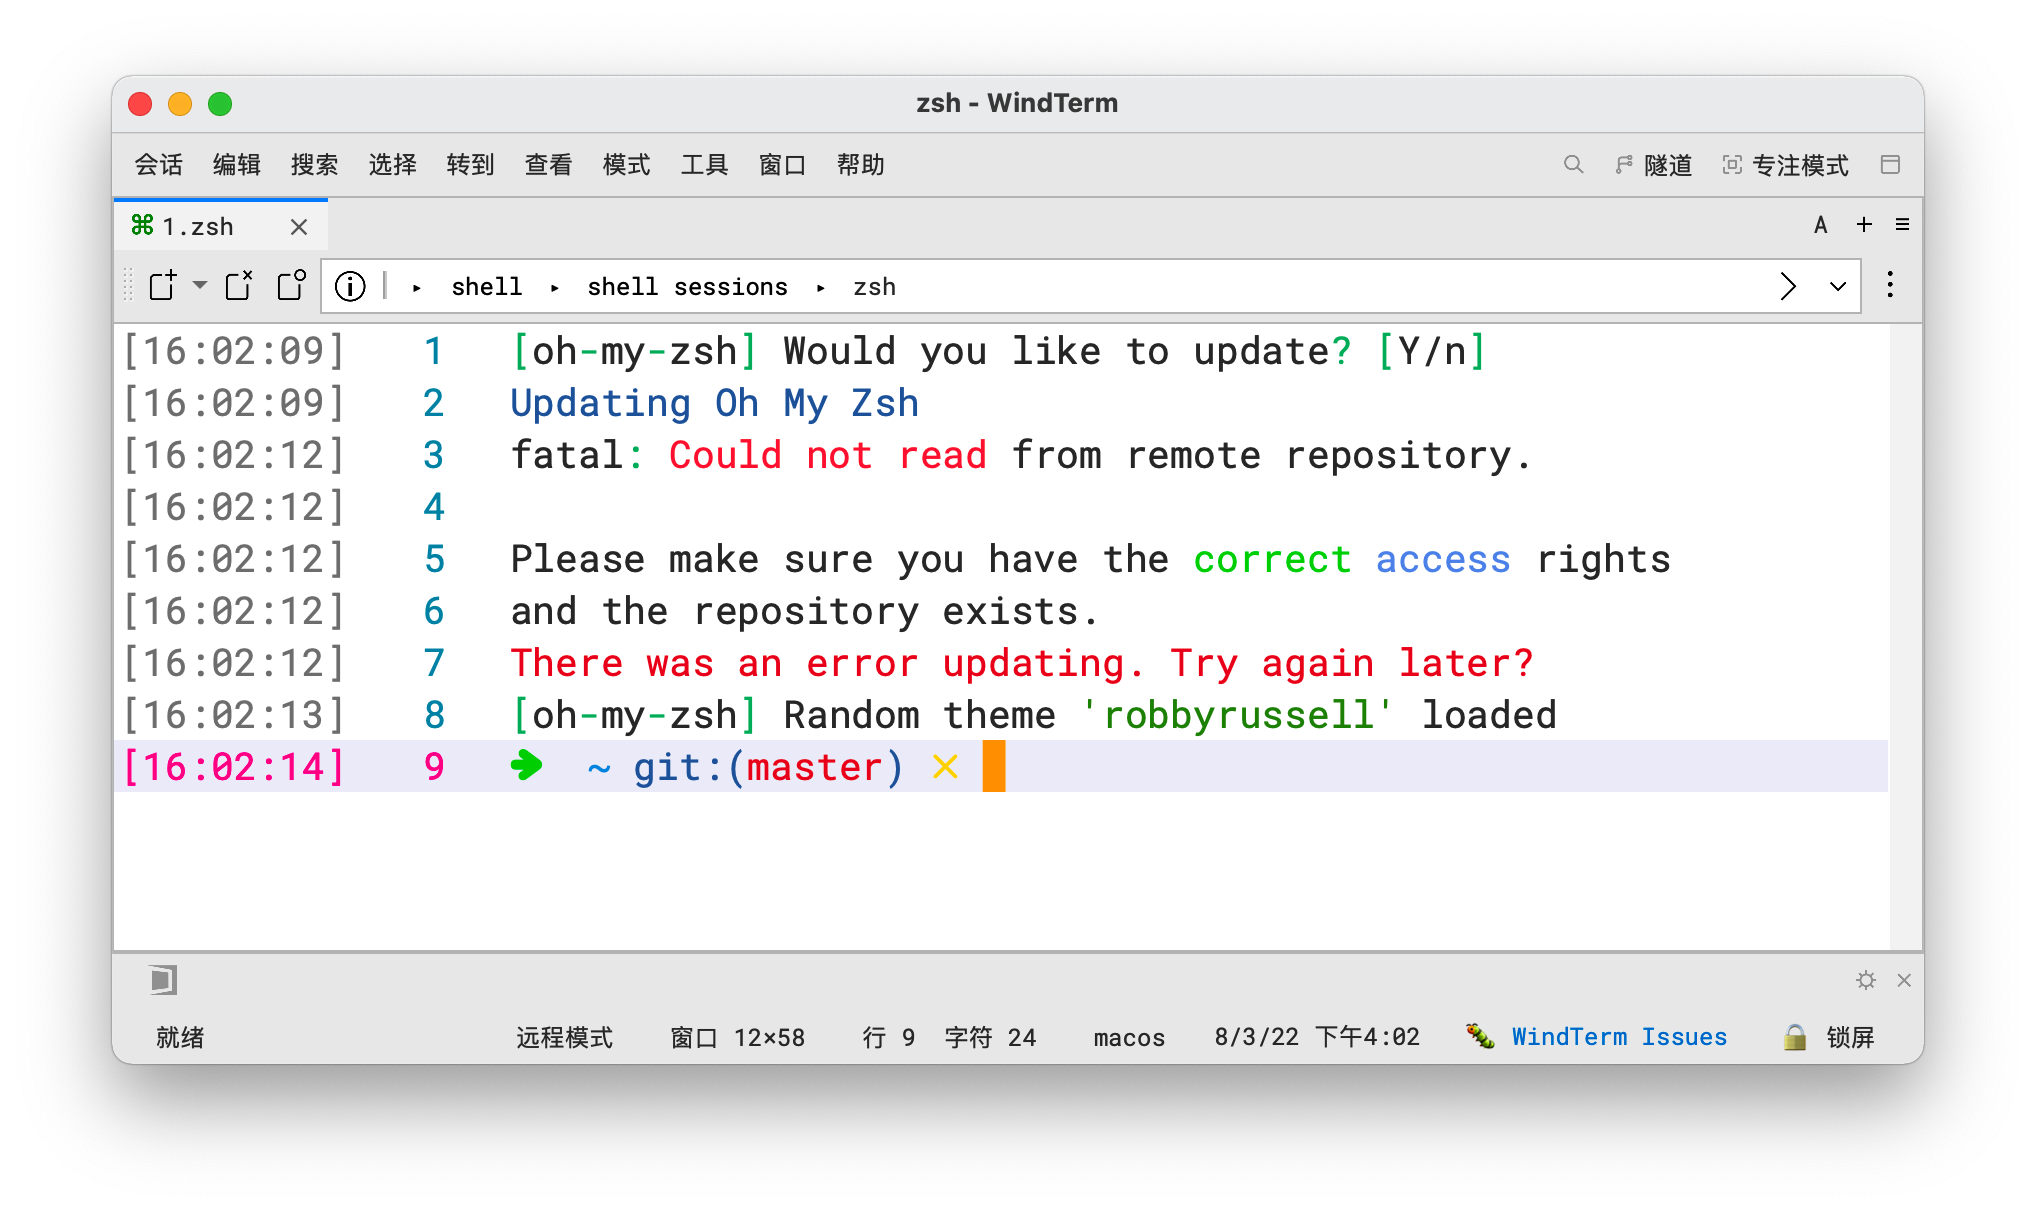 zsh - WindTerm
会话 编辑 搜索 选择 转到 查看 模式 工具 窗口 帮助 隧道 专注模式
⌘ 1.zsh × A + ≡
▸ shell ▸ shell sessions ▸ zsh
[16:02:09] 1 [oh-my-zsh] Would you like to update? [Y/n]
[16:02:09] 2 Updating Oh My Zsh
[16:02:12] 3 fatal: Could not read from remote repository.
[16:02:12] 4
[16:02:12] 5 Please make sure you have the correct access rights
[16:02:12] 6 and the repository exists.
[16:02:12] 7 There was an error updating. Try again later?
[16:02:13] 8 [oh-my-zsh] Random theme 'robbyrussell' loaded
[16:02:14] 9 ➜ ~ git:(master) ✗
就绪 远程模式 窗口 12×58 行 9 字符 24 macos 8/3/22 下午4:02 WindTerm Issues 锁屏